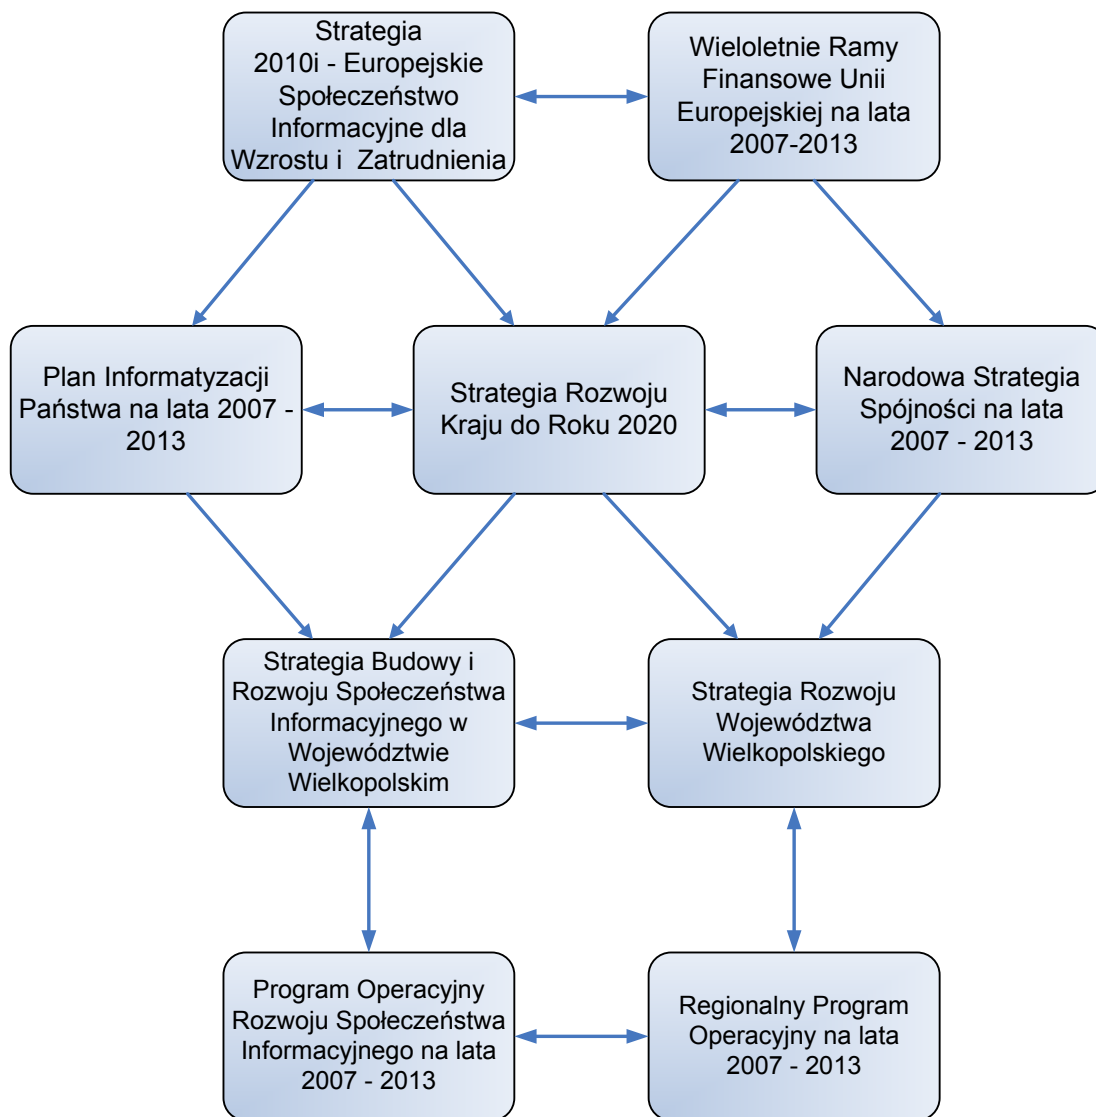 Strategia
2010i - Europejskie
Społeczeństwo
Informacyjne dla
Wzrostu i  Zatrudnienia
Wieloletnie Ramy
Finansowe Unii
Europejskiej na lata
2007-2013
Plan Informatyzacji
Państwa na lata 2007 -
2013
Strategia Rozwoju
Kraju do Roku 2020
Narodowa Strategia
Spójności na lata
2007 - 2013
Strategia Budowy i
Rozwoju Społeczeństwa
Informacyjnego w
Województwie
Wielkopolskim
Strategia Rozwoju
Województwa
Wielkopolskiego
Program Operacyjny
Rozwoju Społeczeństwa
Informacyjnego na lata
2007 - 2013
Regionalny Program
Operacyjny na lata
2007 - 2013